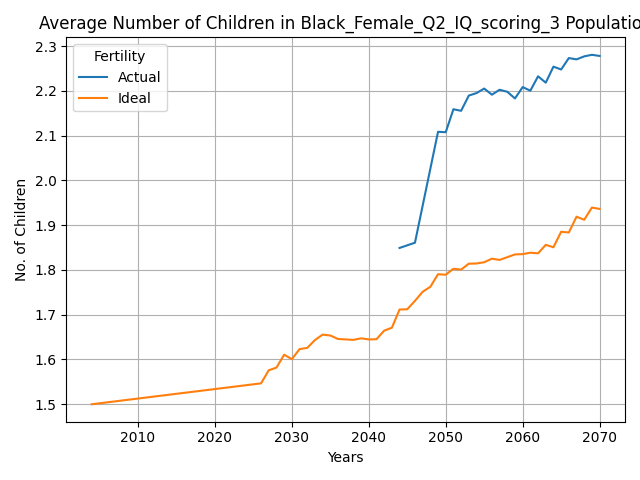 Average Number of Children in Black_Female_Q2_IQ_scoring_3 Populatio
Fertility
Actual
Ideal
No. of Children
2.3
2.2
2.1
2.0
1.9
1.8
1.7
1.6
1.5
2010 2020 2030 2040 2050 2060 2070
Years